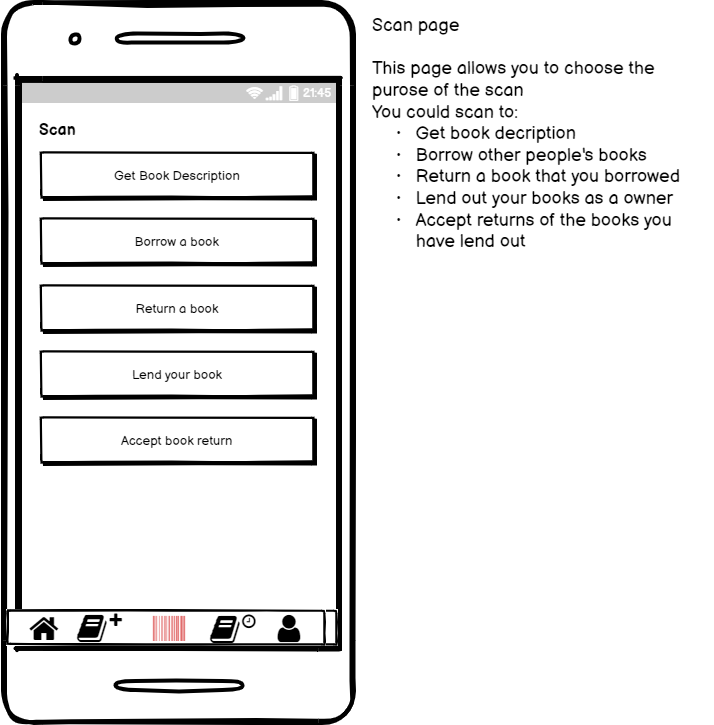 Scan page
This page allows you to choose the
purose of the scan
You could scan to:
· Get book decription
· Borrow other people's books
· Return a book that you borrowed
· Lend out your books as a owner
· Accept returns of the books you
have lend out
21:45
Scan
Get Book Description
Borrow a book
Return a book
Lend your book
Accept book return